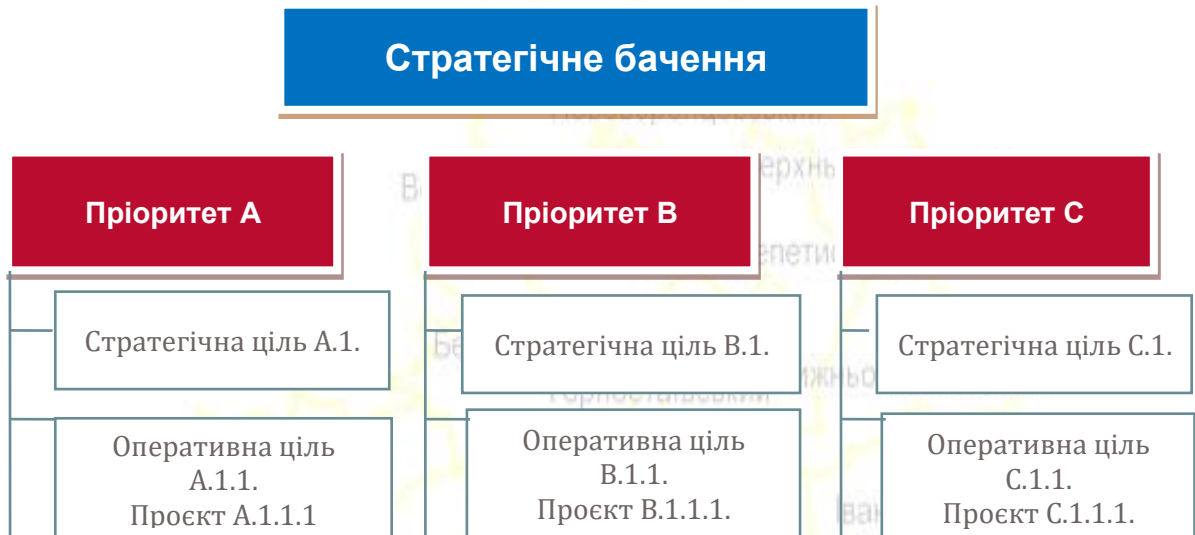 Стратегічне бачення
Пріоритет А
Пріоритет В
Пріоритет С
Стратегічна ціль А.1.
Стратегічна ціль В.1.
Стратегічна ціль С.1.
Оперативна ціль
А.1.1.
Проєкт А.1.1.1
Оперативна ціль
В.1.1.
Проєкт В.1.1.1.
Оперативна ціль
С.1.1.
Проєкт С.1.1.1.